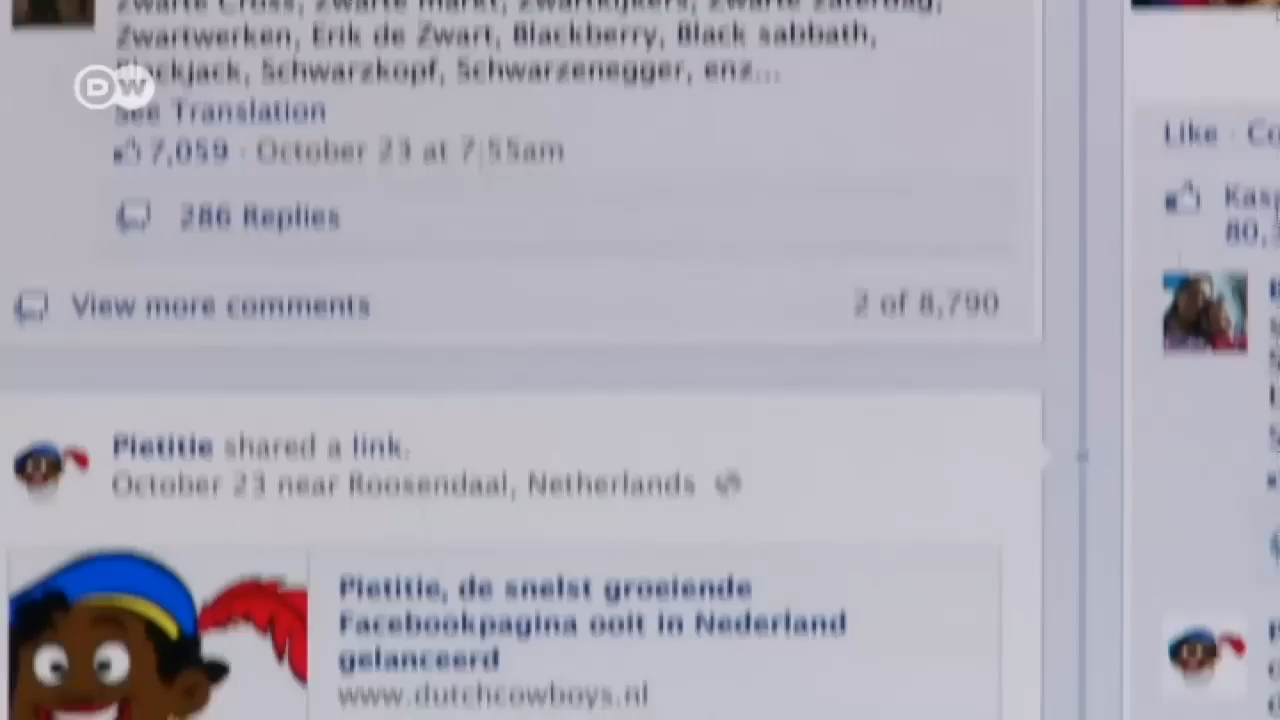 Zwarte Cross, Zwarte markt, Zwartkijkers, Zwarte zaterdag,
Zwartwerken, Erik de Zwart, Blackberry, Black sabbath,
Blackjack, Schwarzkopf, Schwarzenegger, enz...
DW
See Translation
7,059 · October 23 at 7:55am
286 Replies
View more comments
2 of 8,790
Pietitie shared a link.
October 23 near Roosendaal, Netherlands
Pietitie, de snelst groeiende
Facebookpagina ooit in Nederland
gelanceerd
www.dutchcowboys.nl
Like ·